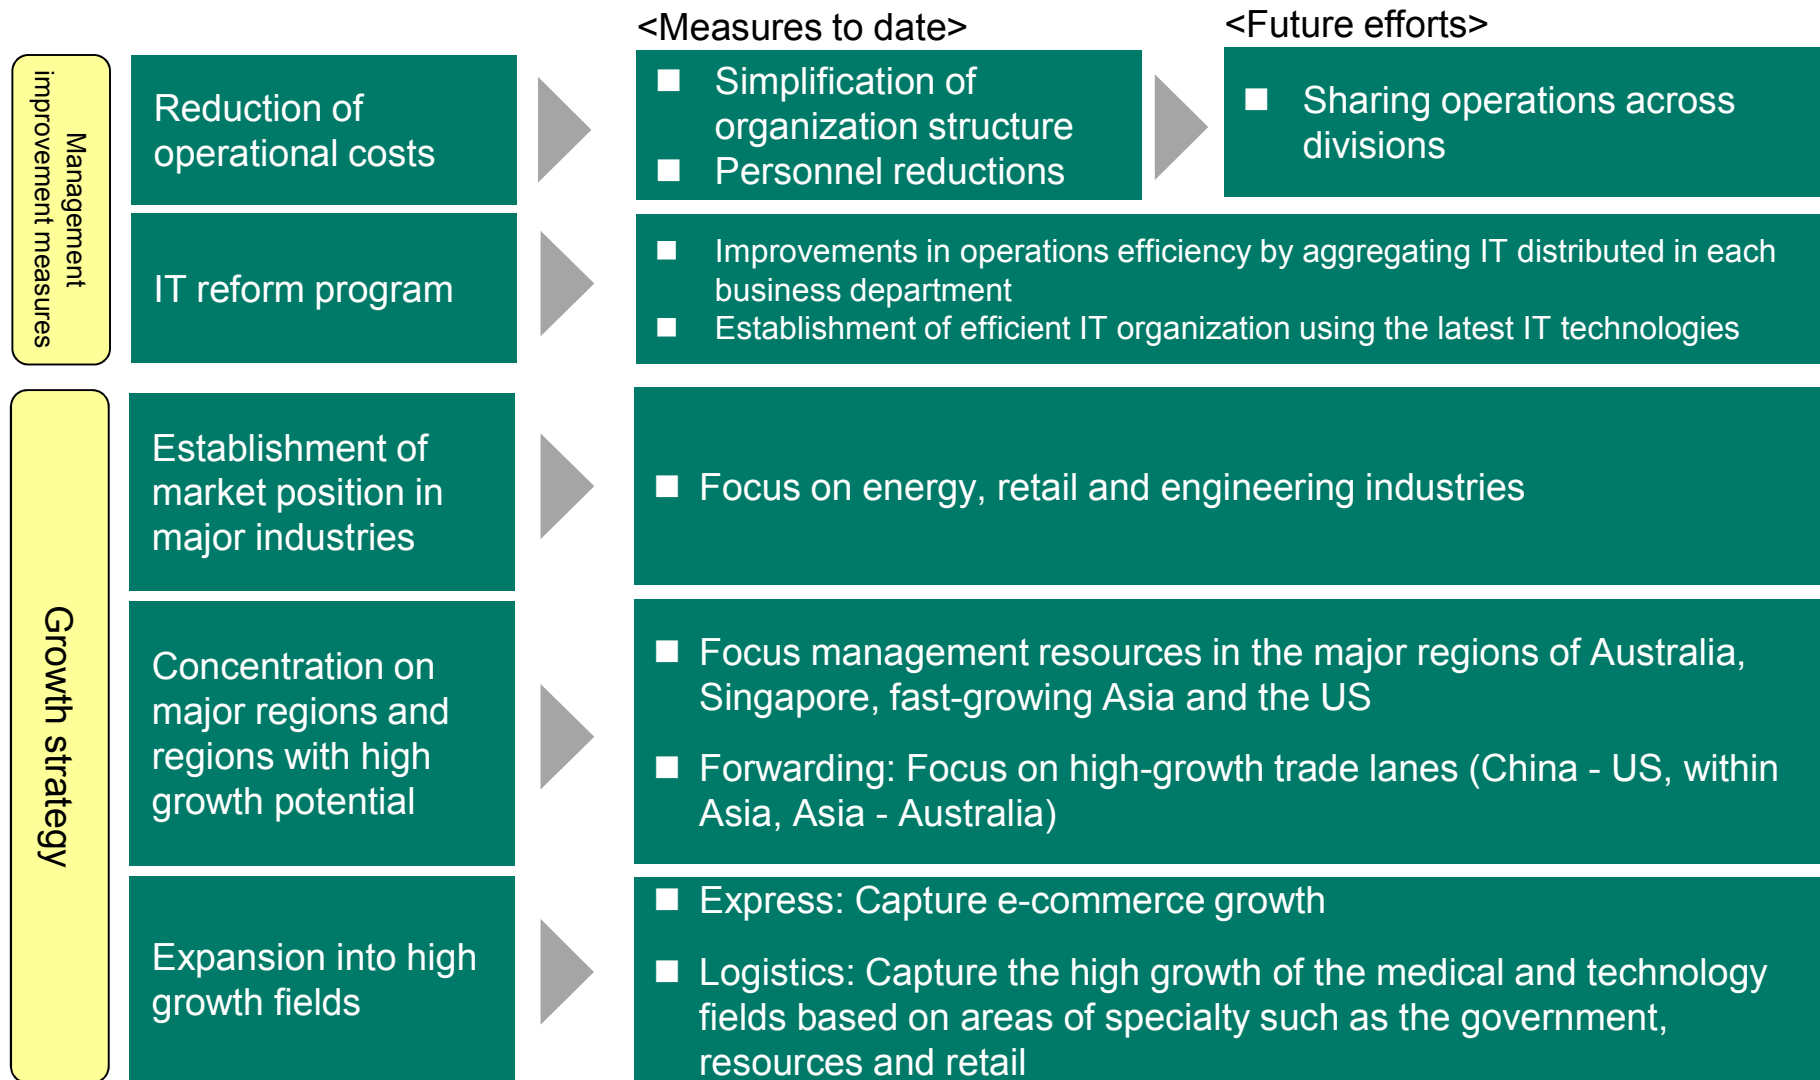 <Measures to date>
<Future efforts>
Management
improvement measures
Reduction of
operational costs
■ Simplification of
organization structure
■ Personnel reductions
■ Sharing operations across
divisions
IT reform program
■ Improvements in operations efficiency by aggregating IT distributed in each
business department
■ Establishment of efficient IT organization using the latest IT technologies
Growth strategy
Establishment of
market position in
major industries
■ Focus on energy, retail and engineering industries
Concentration on
major regions and
regions with high
growth potential
■ Focus management resources in the major regions of Australia,
Singapore, fast-growing Asia and the US
■ Forwarding: Focus on high-growth trade lanes (China - US, within
Asia, Asia - Australia)
Expansion into high
growth fields
■ Express: Capture e-commerce growth
■ Logistics: Capture the high growth of the medical and technology
fields based on areas of specialty such as the government,
resources and retail